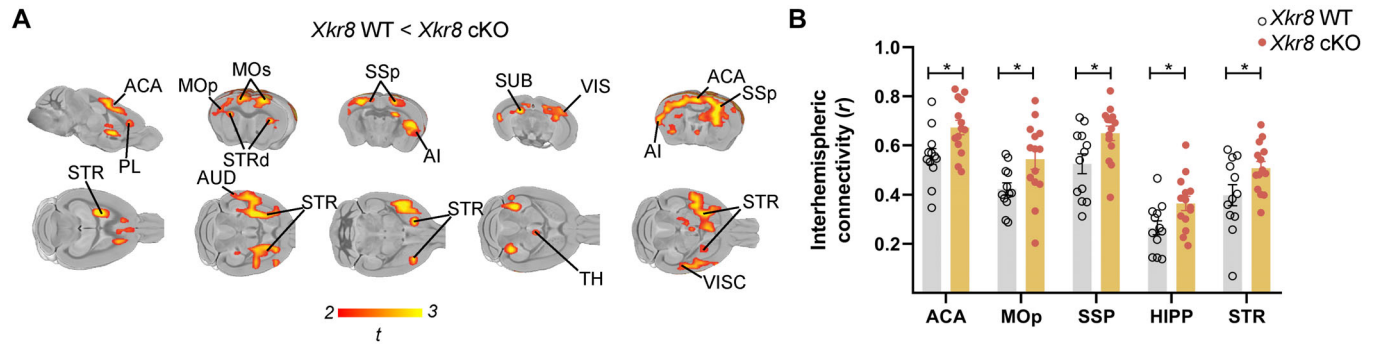 A
Xkr8 WT < Xkr8 cKO
ACA
PL
MOp
MOs
STRd
SSp
AI
SUB
VIS
ACA
SSp
AI
STR
AUD
STR
STR
TH
STR
VISC
2
3
t
B
Xkr8 WT
Xkr8 cKO
Interhemispheric
connectivity (r)
1.0
0.8
0.6
0.4
0.2
* * * * *
ACA MOp SSP HIPP STR